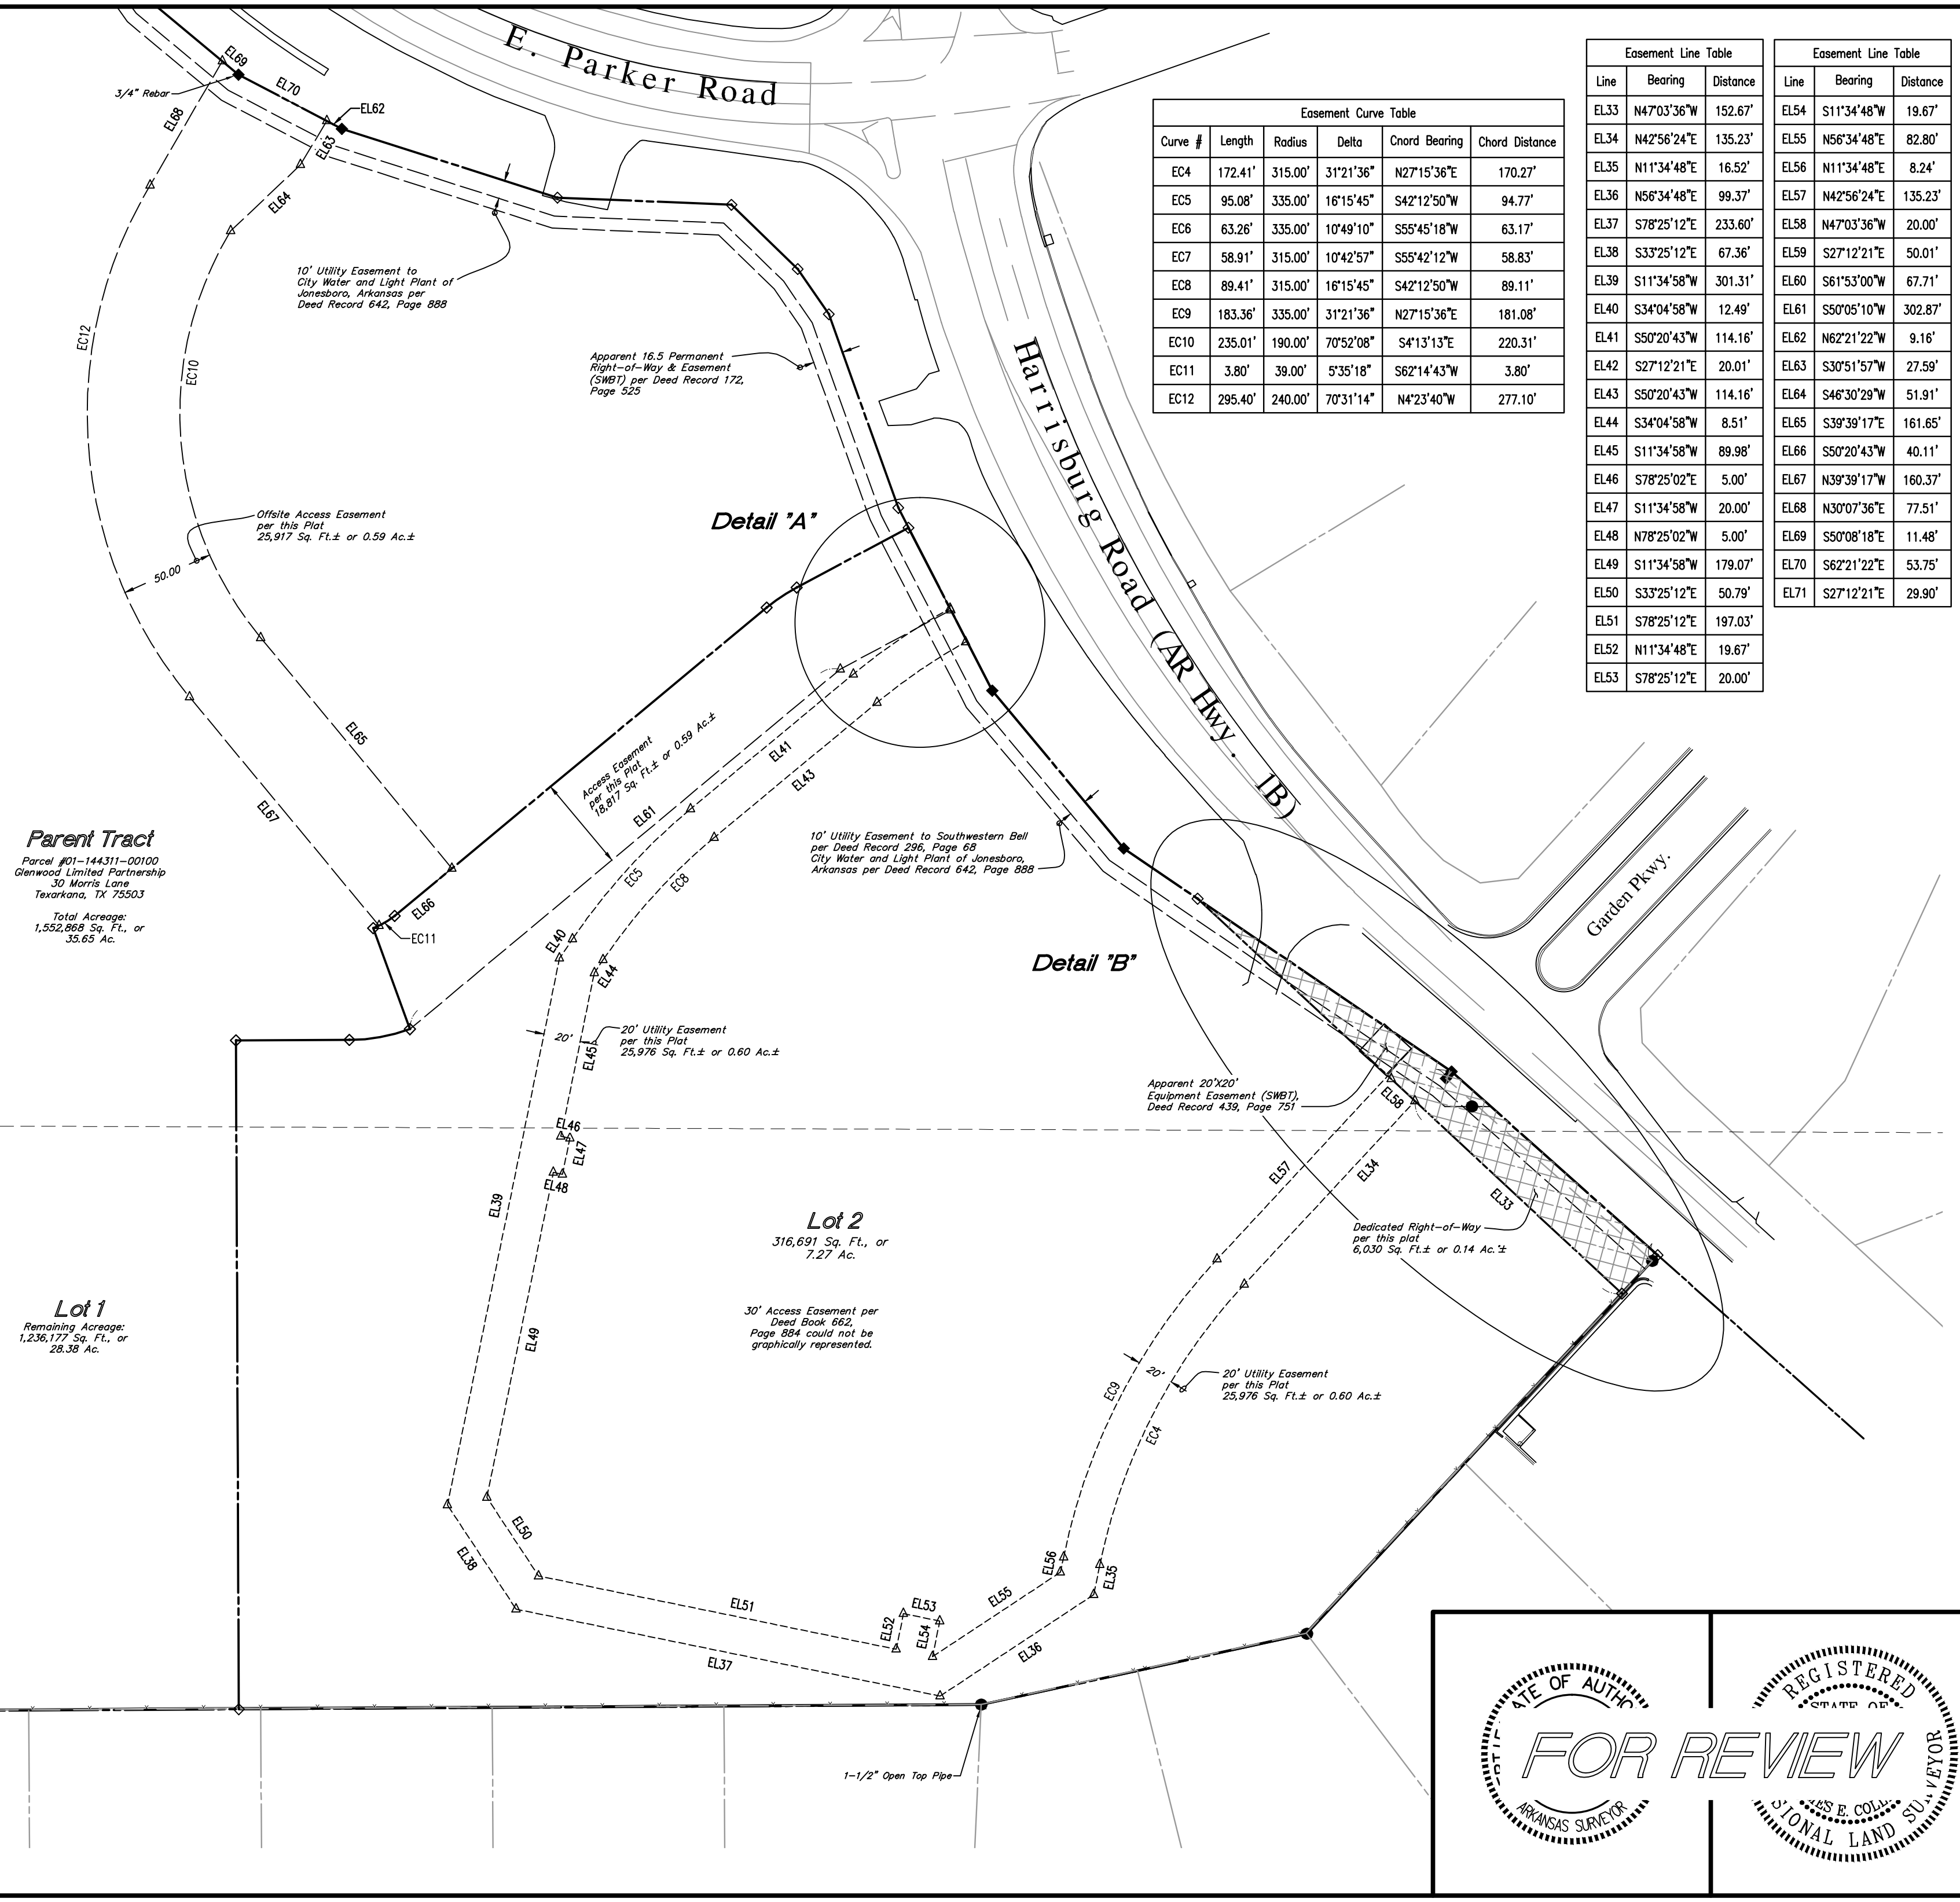 E. Parker Road
EL69
3/4" Rebar
EL70
EL62
EL68
EL63
EL64
10' Utility Easement to
City Water and Light Plant of
Jonesboro, Arkansas per
Deed Record 642, Page 888
EC12
EC10
Apparent 16.5 Permanent
Right-of-Way & Easement
(SWBT) per Deed Record 172,
Page 525
Harrisburg Road (AR Hwy. 1B)
Offsite Access Easement
per this Plat
25,917 Sq. Ft.± or 0.59 Ac.±
50.00
Detail "A"
Easement Curve Table
Curve # Length Radius Delta Chord Bearing Chord Distance
EC4 172.41' 315.00' 31°21'36" N27°15'36"E 170.27'
EC5 95.08' 335.00' 16°15'45" S42°12'50"W 94.77'
EC6 63.26' 335.00' 10°49'10" S55°45'18"W 63.17'
EC7 58.91' 315.00' 10°42'57" S55°42'12"W 58.83'
EC8 89.41' 315.00' 16°15'45" S42°12'50"W 89.11'
EC9 183.36' 335.00' 31°21'36" N27°15'36"E 181.08'
EC10 235.01' 190.00' 70°52'08" S4°13'13"E 220.31'
EC11 3.80' 39.00' 5°35'18" S62°14'43"W 3.80'
EC12 295.40' 240.00' 70°31'14" N4°23'40"W 277.10'
Easement Line Table
Line Bearing Distance
EL33 N47°03'36"W 152.67'
EL34 N42°56'24"E 135.23'
EL35 N11°34'48"E 16.52'
EL36 N56°34'48"E 99.37'
EL37 S78°25'12"E 233.60'
EL38 S33°25'12"E 67.36'
EL39 S11°34'58"W 301.31'
EL40 S34°04'58"W 12.49'
EL41 S50°20'43"W 114.16'
EL42 S27°12'21"E 20.01'
EL43 S50°20'43"W 114.16'
EL44 S34°04'58"W 8.51'
EL45 S11°34'58"W 89.98'
EL46 S78°25'02"E 5.00'
EL47 S11°34'58"W 20.00'
EL48 N78°25'02"W 5.00'
EL49 S11°34'58"W 179.07'
EL50 S33°25'12"E 50.79'
EL51 S78°25'12"E 197.03'
EL52 N11°34'48"E 19.67'
EL53 S78°25'12"E 20.00'
Easement Line Table
Line Bearing Distance
EL54 S11°34'48"W 19.67'
EL55 N56°34'48"E 82.80'
EL56 N11°34'48"E 8.24'
EL57 N42°56'24"E 135.23'
EL58 N47°03'36"W 20.00'
EL59 S27°12'21"E 50.01'
EL60 S61°53'00"W 67.71'
EL61 S50°05'10"W 302.87'
EL62 N62°21'22"W 9.16'
EL63 S30°51'57"W 27.59'
EL64 S46°30'29"W 51.91'
EL65 S39°39'17"E 161.65'
EL66 S50°20'43"W 40.11'
EL67 N39°39'17"W 160.37'
EL68 N30°07'36"E 77.51'
EL69 S50°08'18"E 11.48'
EL70 S62°21'22"E 53.75'
EL71 S27°12'21"E 29.90'
EL65
EL67
Access Easement
per this Plat
18,817 Sq. Ft.± or 0.59 Ac.±
EL61
EL41
EL43
Parent Tract
Parcel #01-144311-00100
Glenwood Limited Partnership
30 Morris Lane
Texarkana, TX 75503
Total Acreage:
1,552,868 Sq. Ft., or
35.65 Ac.
EC5
EC8
10' Utility Easement to Southwestern Bell
per Deed Record 296, Page 68
City Water and Light Plant of Jonesboro,
Arkansas per Deed Record 642, Page 888
Garden Pkwy.
EL66
EC11
EL40
EL44
Detail "B"
20'
EL45
20' Utility Easement
per this Plat
25,976 Sq. Ft.± or 0.60 Ac.±
Apparent 20'X20'
Equipment Easement (SWBT),
Deed Record 439, Page 751
EL58
EL46
EL47
EL48
EL39
EL57
EL34
EL33
Lot 2
316,691 Sq. Ft., or
7.27 Ac.
Dedicated Right-of-Way
per this plat
6,030 Sq. Ft.± or 0.14 Ac.±
Lot 1
Remaining Acreage:
1,236,177 Sq. Ft., or
28.38 Ac.
30' Access Easement per
Deed Book 662,
Page 884 could not be
graphically represented.
EL49
EC9
20'
EC4
20' Utility Easement
per this Plat
25,976 Sq. Ft.± or 0.60 Ac.±
EL50
EL38
EL56
EL35
EL51
EL52
EL53
EL54
EL55
EL36
EL37
1-1/2" Open Top Pipe
ATE OF AUTHO
ARKANSAS SURVEYOR
REGISTERED
STATE OF
FOR REVIEW
ES E. COLL
SIONAL LAND SURVEYOR